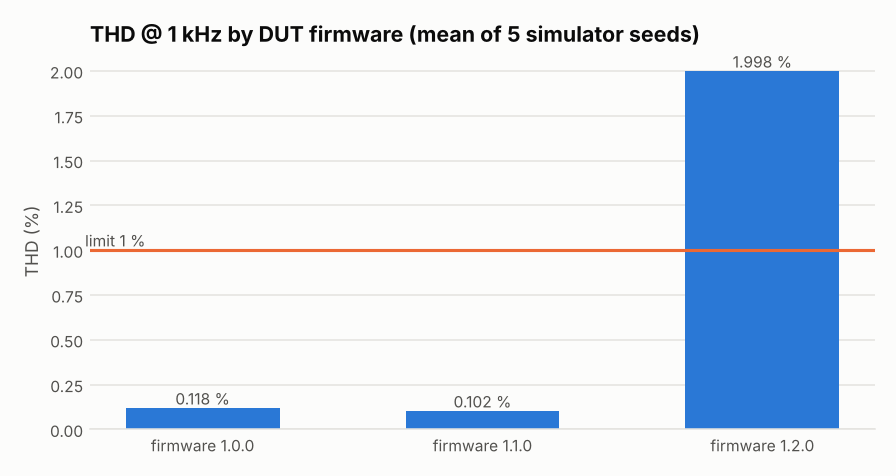 THD @ 1 kHz by DUT firmware (mean of 5 simulator seeds)
1.998 %
2.00
1.75
1.50
1.25
limit 1 %
1.00
0.75
0.50
0.25
0.00
THD (%)
0.118 %
0.102 %
firmware 1.0.0
firmware 1.1.0
firmware 1.2.0